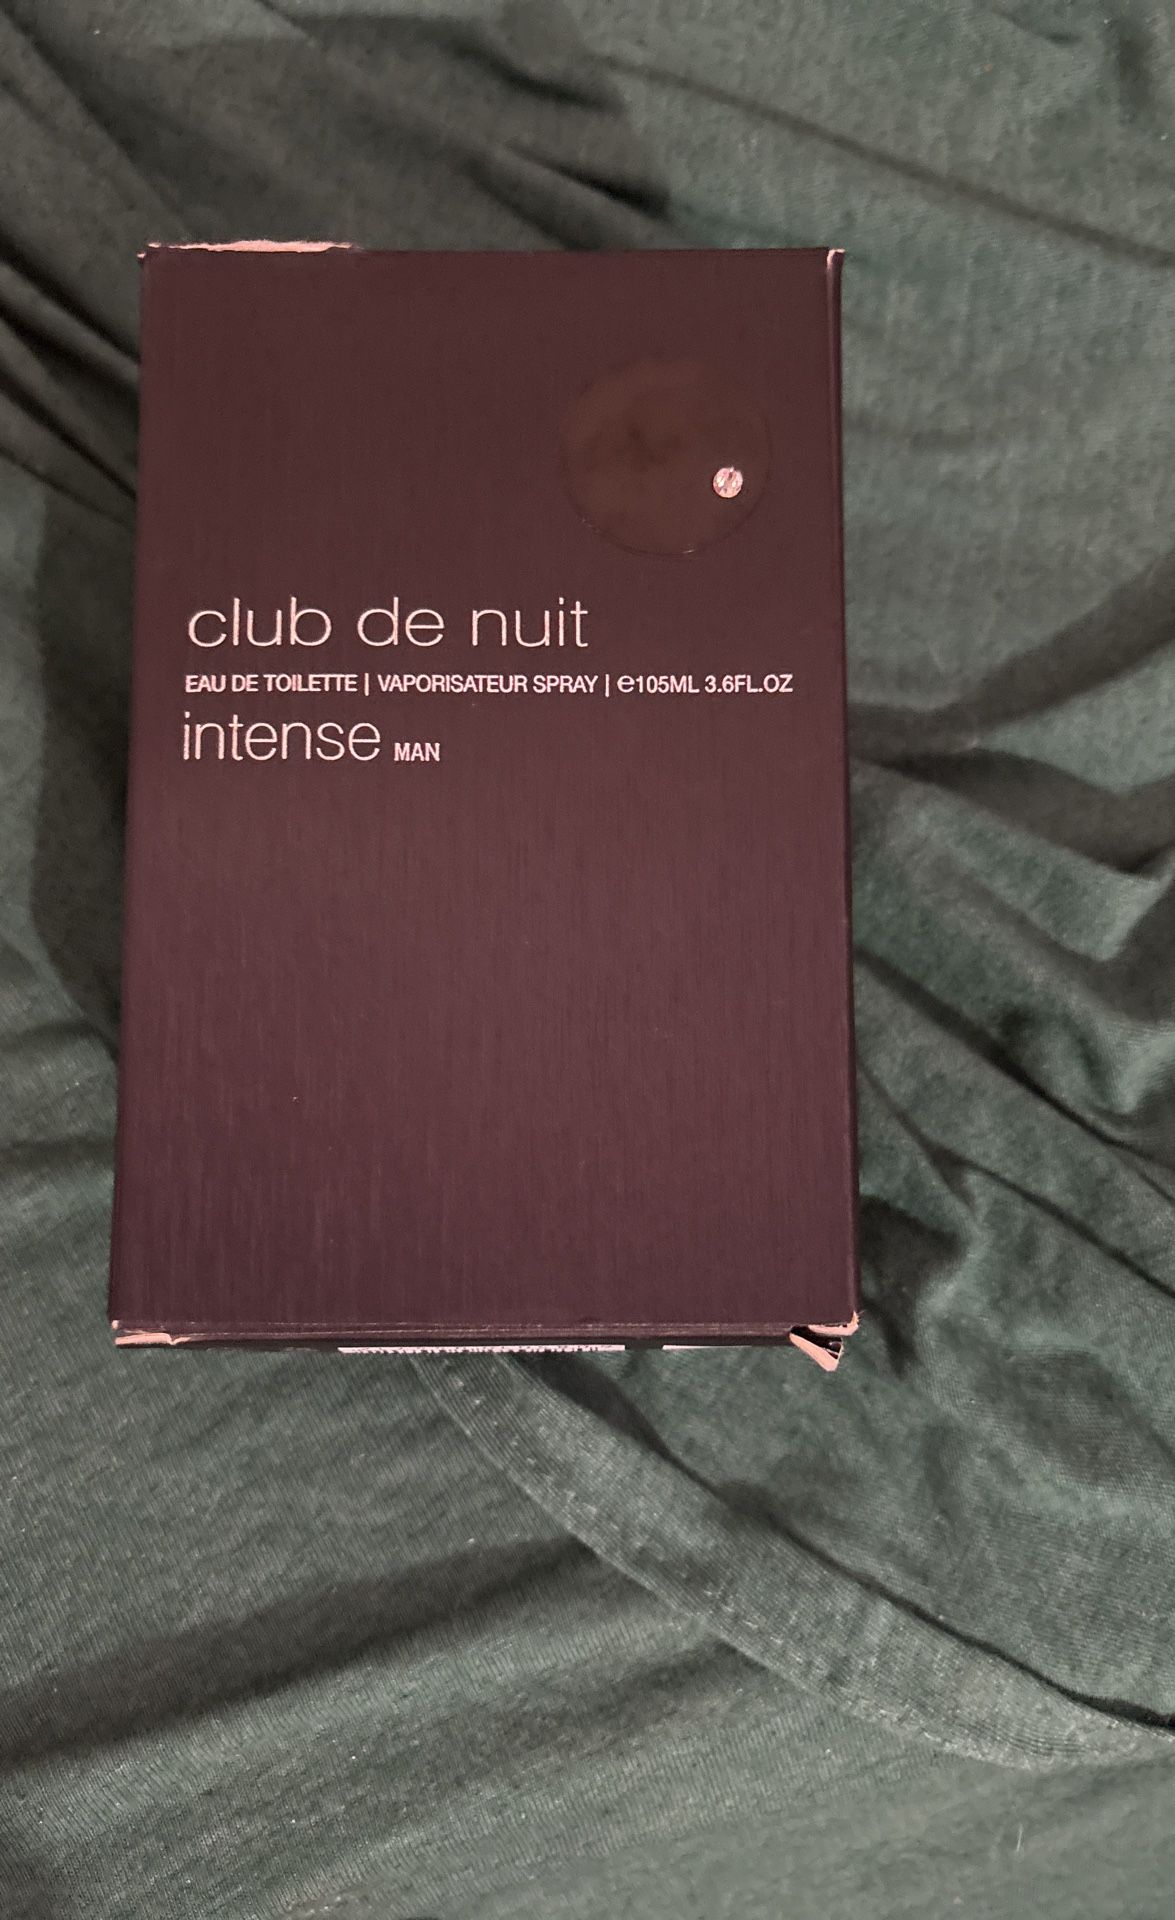 club de nuit
EAU DE TOILETTE | VAPORISATEUR SPRAY | ℮105ML 3.6FL.OZ
intense MAN